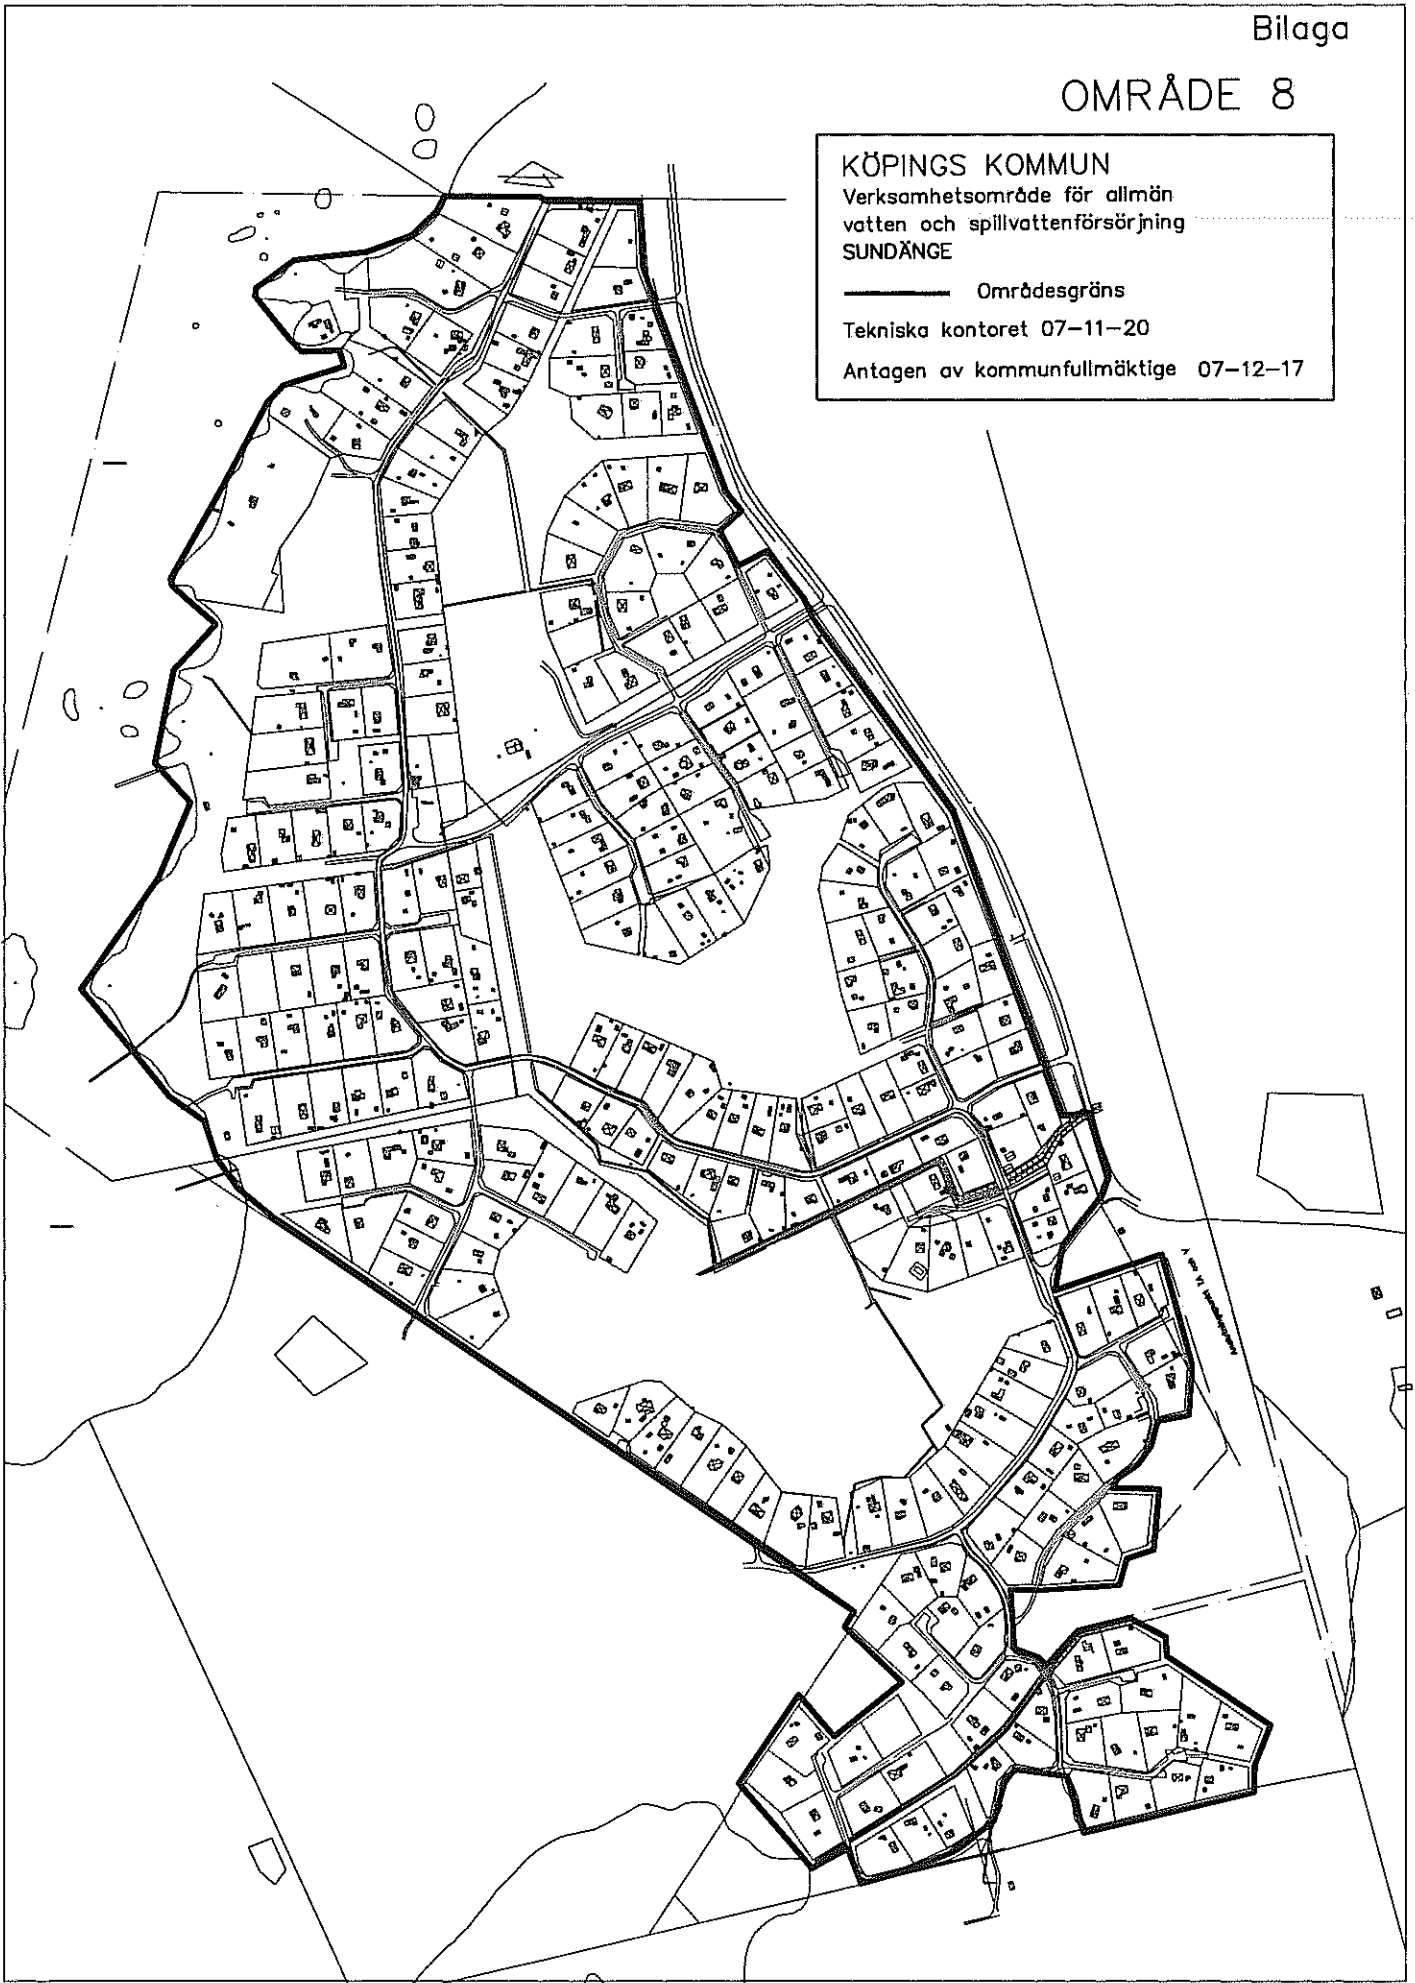 Bilaga
OMRÅDE 8
KÖPINGS KOMMUN
Verksamhetsområde för allmän
vatten och spillvattenförsörjning
SUNDÄNGE
Områdesgräns
Tekniska kontoret 07-11-20
Antagen av kommunfullmäktige 07-12-17